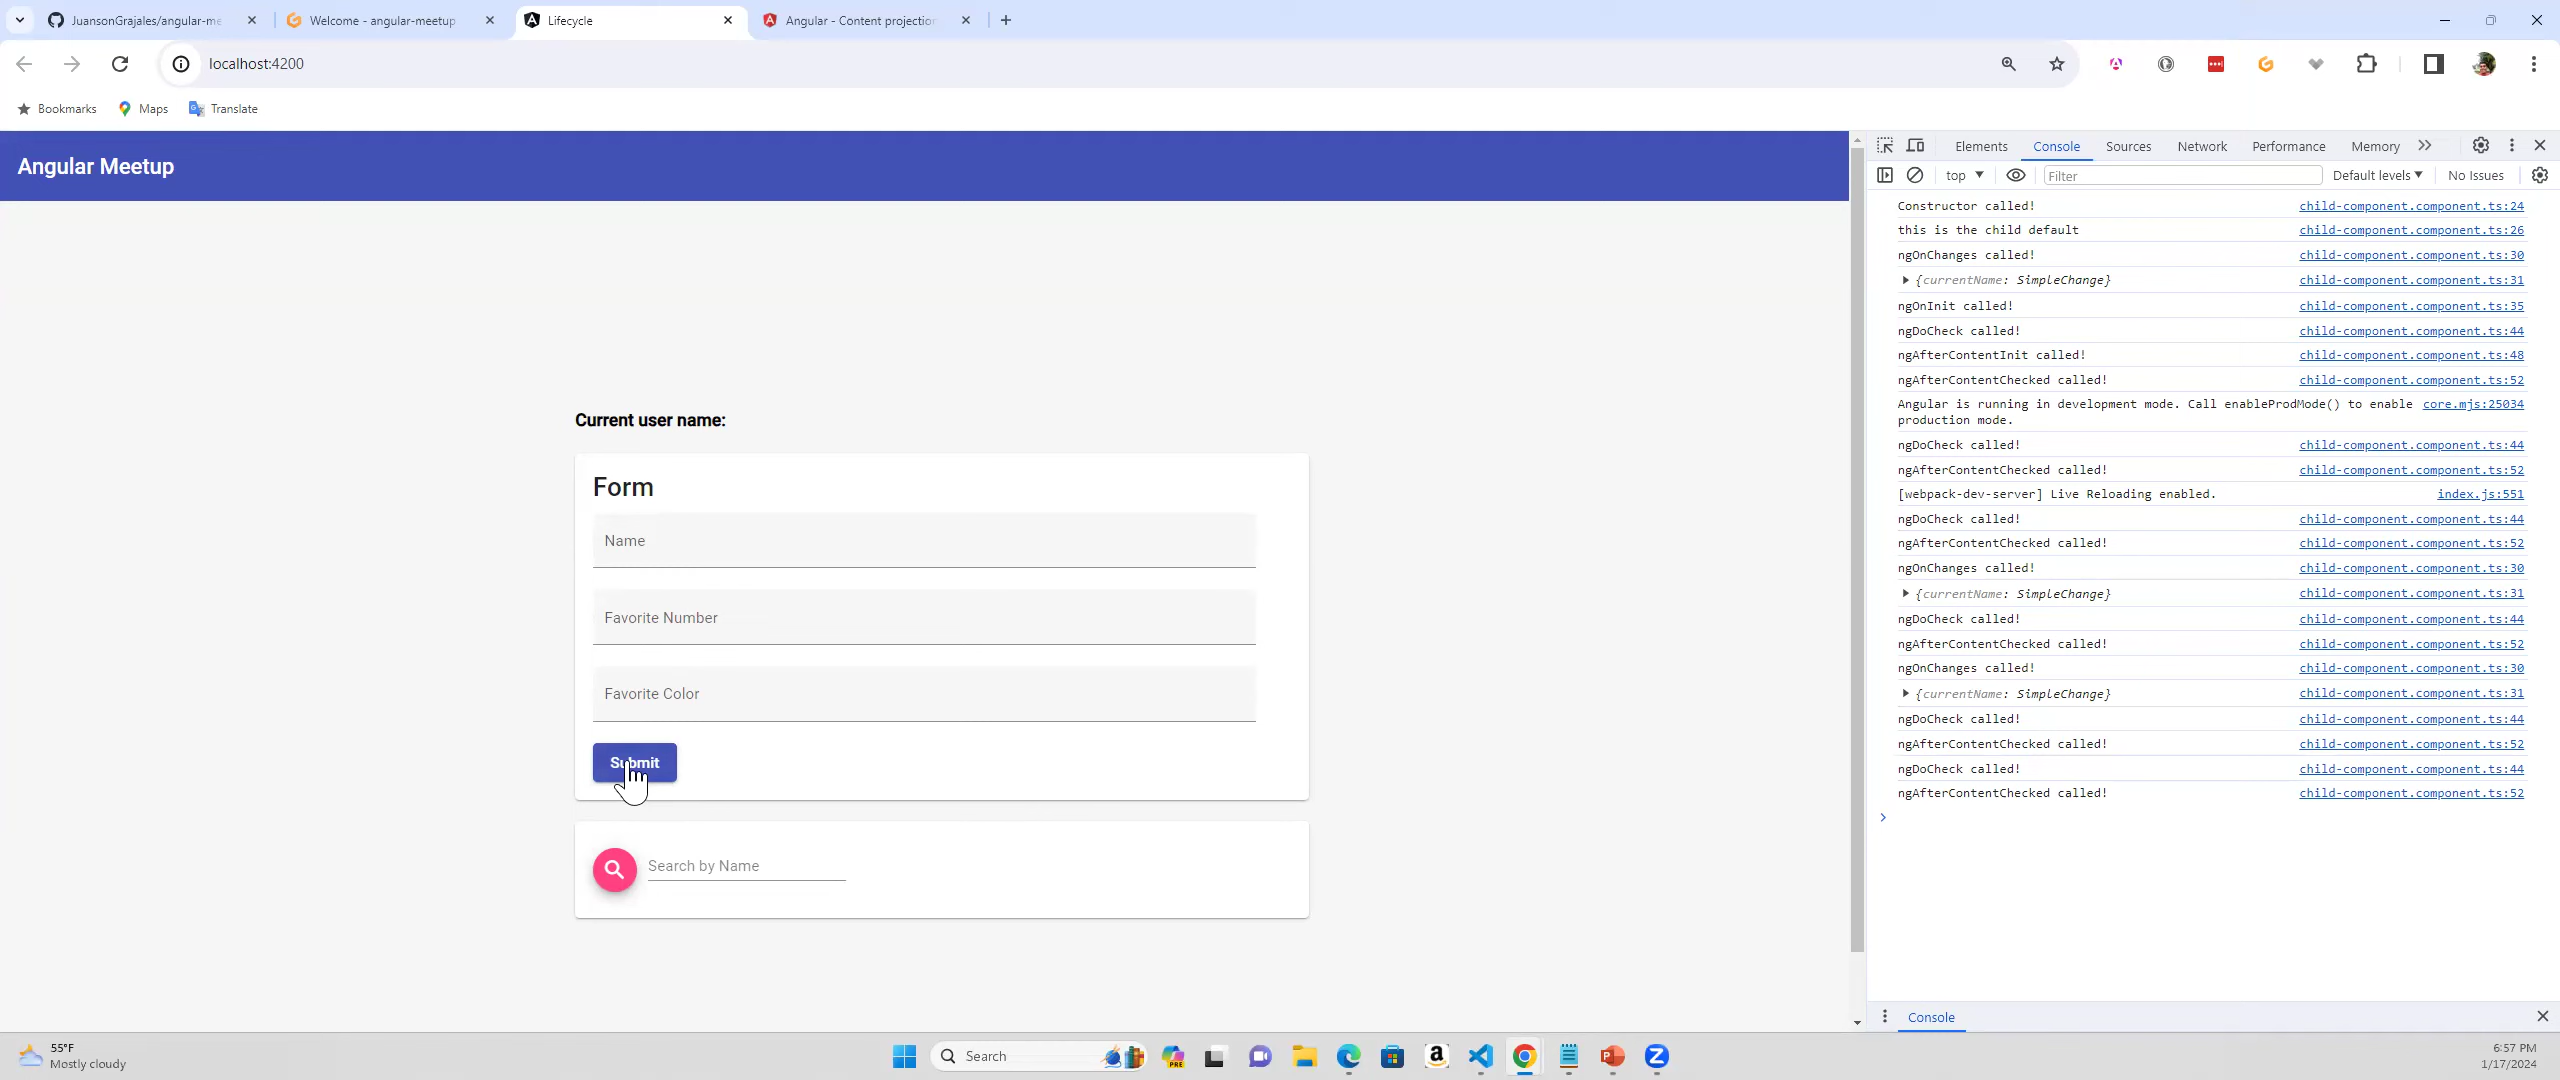 JuansonGrajales/angular-me
Welcome - angular-meetup
Lifecycle
Angular - Content projection
localhost:4200
Bookmarks
Maps
Translate
Angular Meetup
Current user name:
Form
Name
Favorite Number
Favorite Color
Submit
Search by Name
Elements
Console
Sources
Network
Performance
Memory
top
Filter
Default levels
No Issues
Constructor called! child-component.component.ts:24
this is the child default child-component.component.ts:26
ngOnChanges called! child-component.component.ts:30
{currentName: SimpleChange} child-component.component.ts:31
ngOnInit called! child-component.component.ts:35
ngDoCheck called! child-component.component.ts:44
ngAfterContentInit called! child-component.component.ts:48
ngAfterContentChecked called! child-component.component.ts:52
Angular is running in development mode. Call enableProdMode() to enable core.mjs:25034
production mode.
ngDoCheck called! child-component.component.ts:44
ngAfterContentChecked called! child-component.component.ts:52
[webpack-dev-server] Live Reloading enabled. index.js:551
ngDoCheck called! child-component.component.ts:44
ngAfterContentChecked called! child-component.component.ts:52
ngOnChanges called! child-component.component.ts:30
{currentName: SimpleChange} child-component.component.ts:31
ngDoCheck called! child-component.component.ts:44
ngAfterContentChecked called! child-component.component.ts:52
ngOnChanges called! child-component.component.ts:30
{currentName: SimpleChange} child-component.component.ts:31
ngDoCheck called! child-component.component.ts:44
ngAfterContentChecked called! child-component.component.ts:52
ngDoCheck called! child-component.component.ts:44
ngAfterContentChecked called! child-component.component.ts:52
Console
55°F
Mostly cloudy
Search
PRE
6:57 PM
1/17/2024